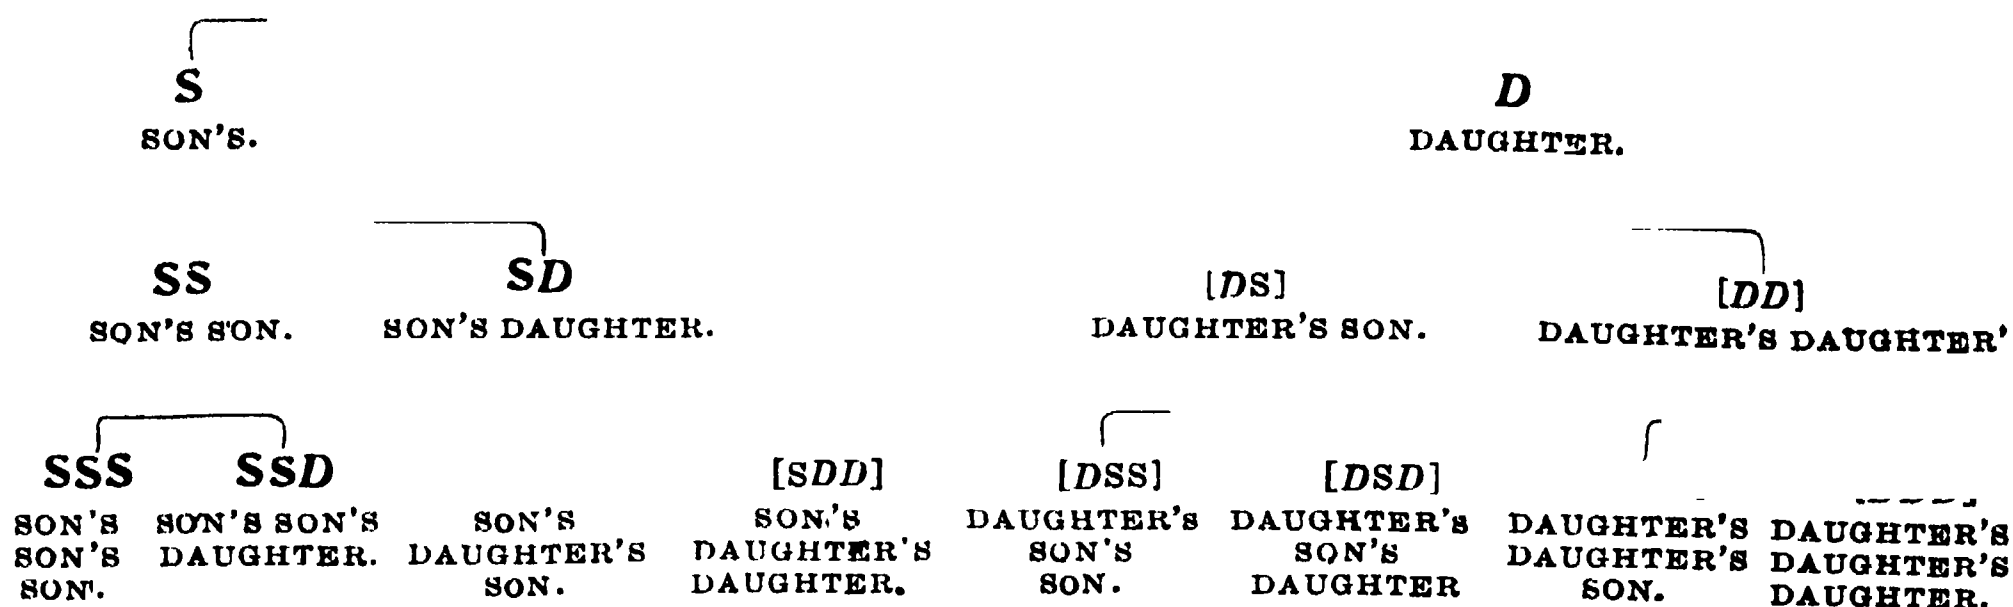 S D
SON'S. DAUGHTER.
SS SD [DS] [DD]
SON'S SON. SON'S DAUGHTER. DAUGHTER'S SON. DAUGHTER'S DAUGHTER'
SSS SSD [SDD] [DSS] [DSD]
SON'S SON'S SON'S SON'S SON.'S DAUGHTER'S DAUGHTER'S DAUGHTER'S DAUGHTER'S
SON'S DAUGHTER. DAUGHTER'S DAUGHTER'S SON'S SON'S DAUGHTER'S DAUGHTER'S
SON. SON. DAUGHTER. SON. DAUGHTER SON. DAUGHTER.